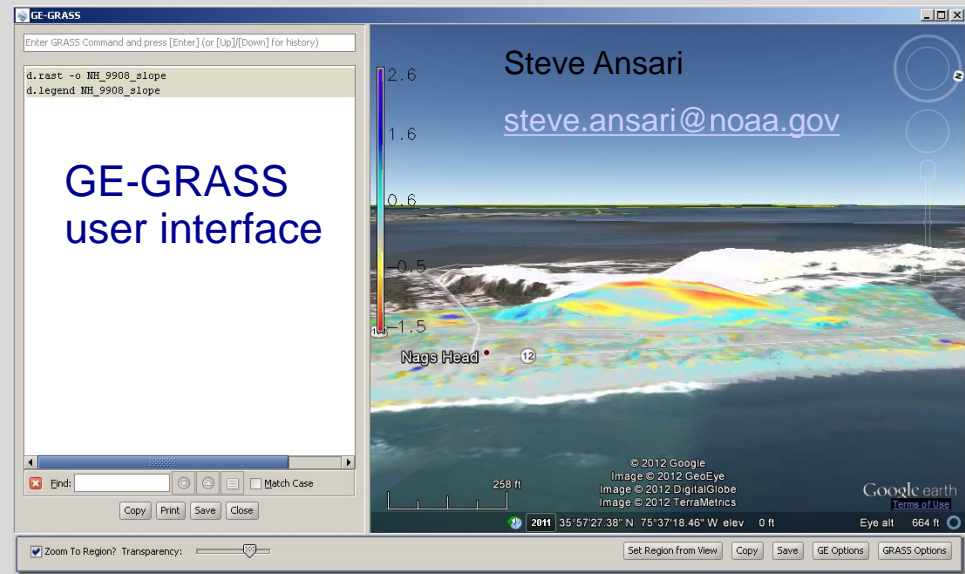 GE-GRASS
Enter GRASS Command and press [Enter] (or [Up]/[Down] for history)
d.rast -o NH_9908_slope
d.legend NH_9908_slope
GE-GRASS
user interface
Find:
Match Case
Copy Print Save Close
Steve Ansari
steve.ansari@noaa.gov
N
2.6
1.6
0.6
-0.5
-1.5
Nags Head
12
© 2012 Google
Image © 2012 GeoEye
Image © 2012 DigitalGlobe
Image © 2012 TerraMetrics
258 ft
Google earth
Terms of Use
2011 35°57'27.38" N 75°37'18.46" W elev 0 ft Eye alt 664 ft
Zoom To Region? Transparency:
Set Region from View Copy Save GE Options GRASS Options